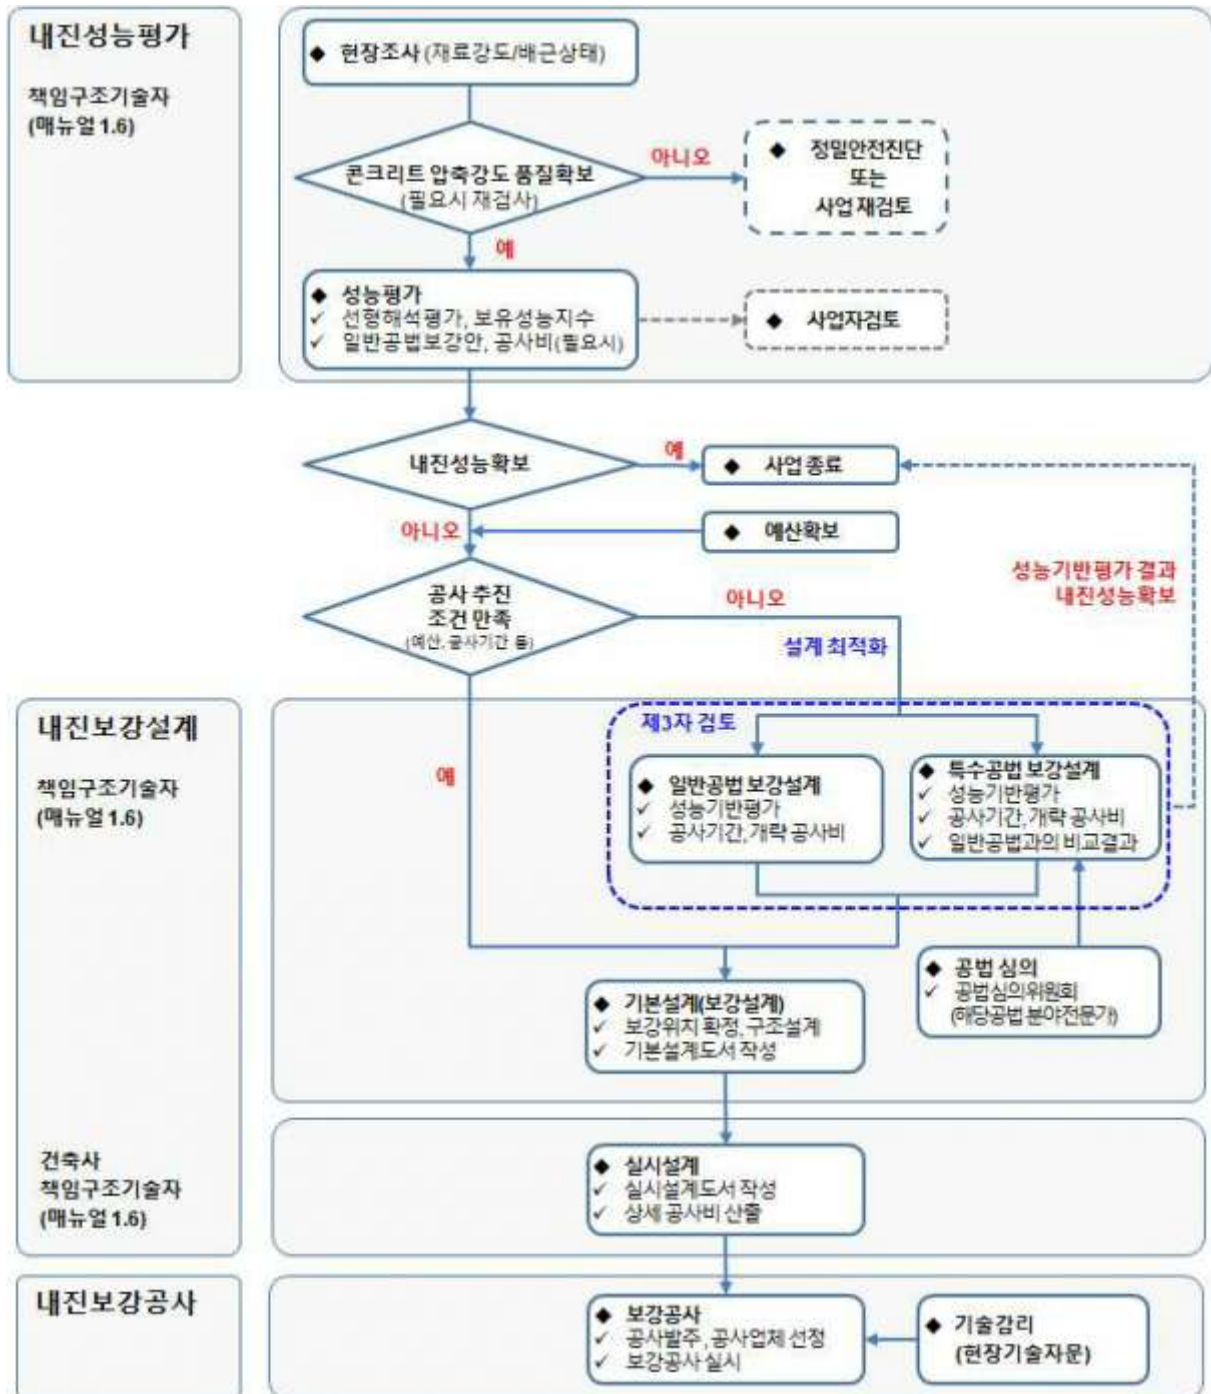 내진성능평가
책임구조기술자
(매뉴얼 1.6)
◆ 현장조사 (재료강도/배근상태)
콘크리트 압축강도 품질확보
(필요시 재검사)
아니오
◆ 정밀안전진단
또는
사업 재검토
예
◆ 성능평가
✓ 선형해석평가, 보유성능지수
✓ 일반공법보강안, 공사비(필요시)
◆ 사업자검토
내진성능확보
예
◆ 사업 종료
아니오
◆ 예산확보
성능기반평가 결과
내진성능확보
공사 추진
조건 만족
(예산, 공사기간 등)
아니오
설계 최적화
내진보강설계
책임구조기술자
(매뉴얼 1.6)
예
제3자 검토
◆ 일반공법 보강설계
✓ 성능기반평가
✓ 공사기간, 개략 공사비
◆ 특수공법 보강설계
✓ 성능기반평가
✓ 공사기간, 개략 공사비
✓ 일반공법과의 비교결과
◆ 공법 심의
✓ 공법심의위원회
(해당공법 분야전문가)
◆ 기본설계(보강설계)
✓ 보강위치 확정, 구조설계
✓ 기본설계도서 작성
건축사
책임구조기술자
(매뉴얼 1.6)
◆ 실시설계
✓ 실시설계도서 작성
✓ 상세 공사비 산출
내진보강공사
◆ 보강공사
✓ 공사발주, 공사업체 선정
✓ 보강공사 실시
◆ 기술감리
(현장기술자문)